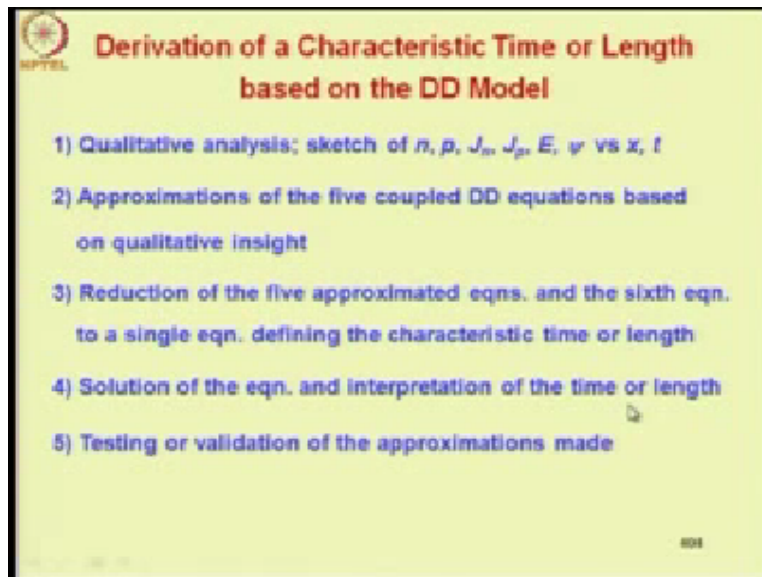 NPTEL
Derivation of a Characteristic Time or Length
based on the DD Model
1) Qualitative analysis; sketch of n, p, Jₙ, Jₚ, E, ψ vs x, t
2) Approximations of the five coupled DD equations based
on qualitative insight
3) Reduction of the five approximated eqns. and the sixth eqn.
to a single eqn. defining the characteristic time or length
4) Solution of the eqn. and interpretation of the time or length
5) Testing or validation of the approximations made